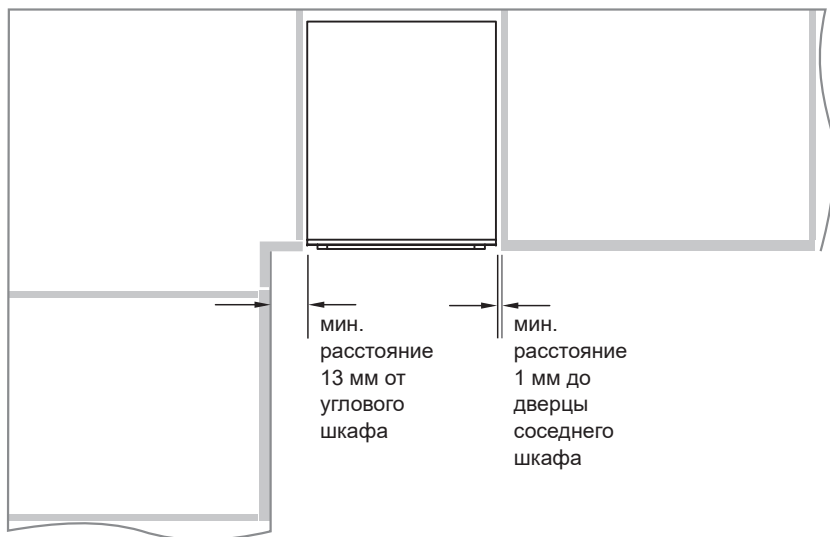 мин.
расстояние
13 мм от
углового
шкафа
мин.
расстояние
1 мм до
дверцы
соседнего
шкафа